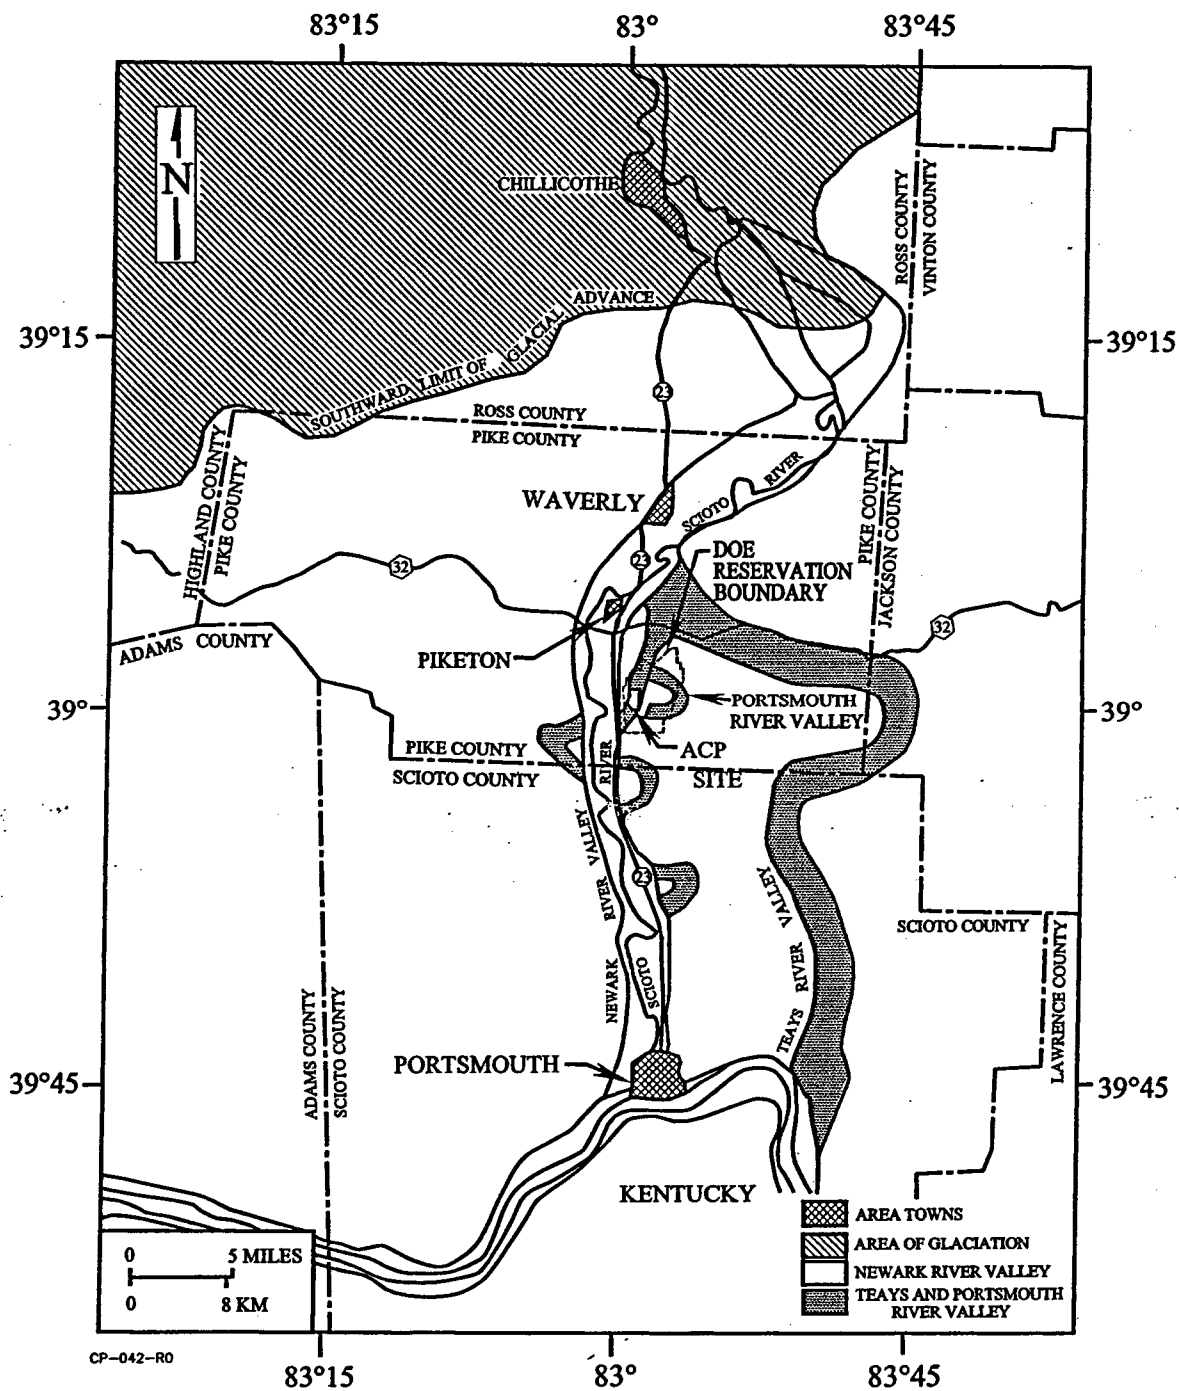 83°15
83°
83°45
N
CHILLICOTHE
ROSS COUNTY
VINTON COUNTY
SOUTHWARD LIMIT OF GLACIAL ADVANCE
39°15
39°15
23
ROSS COUNTY
PIKE COUNTY
HIGHLAND COUNTY
PIKE COUNTY
WAVERLY
SCIOTO RIVER
PIKE COUNTY
JACKSON COUNTY
23
DOE
RESERVATION
BOUNDARY
32
32
ADAMS COUNTY
PIKETON
PORTSMOUTH
RIVER VALLEY
39°
39°
ACP
SITE
PIKE COUNTY
SCIOTO COUNTY
RIVER
NEWARK RIVER VALLEY
23
SCIOTO
TEAYS RIVER VALLEY
SCIOTO COUNTY
LAWRENCE COUNTY
ADAMS COUNTY
SCIOTO COUNTY
PORTSMOUTH
39°45
39°45
KENTUCKY
AREA TOWNS
AREA OF GLACIATION
NEWARK RIVER VALLEY
TEAYS AND PORTSMOUTH
RIVER VALLEY
0 5 MILES
0 8 KM
CP-042-R0
83°15
83°
83°45